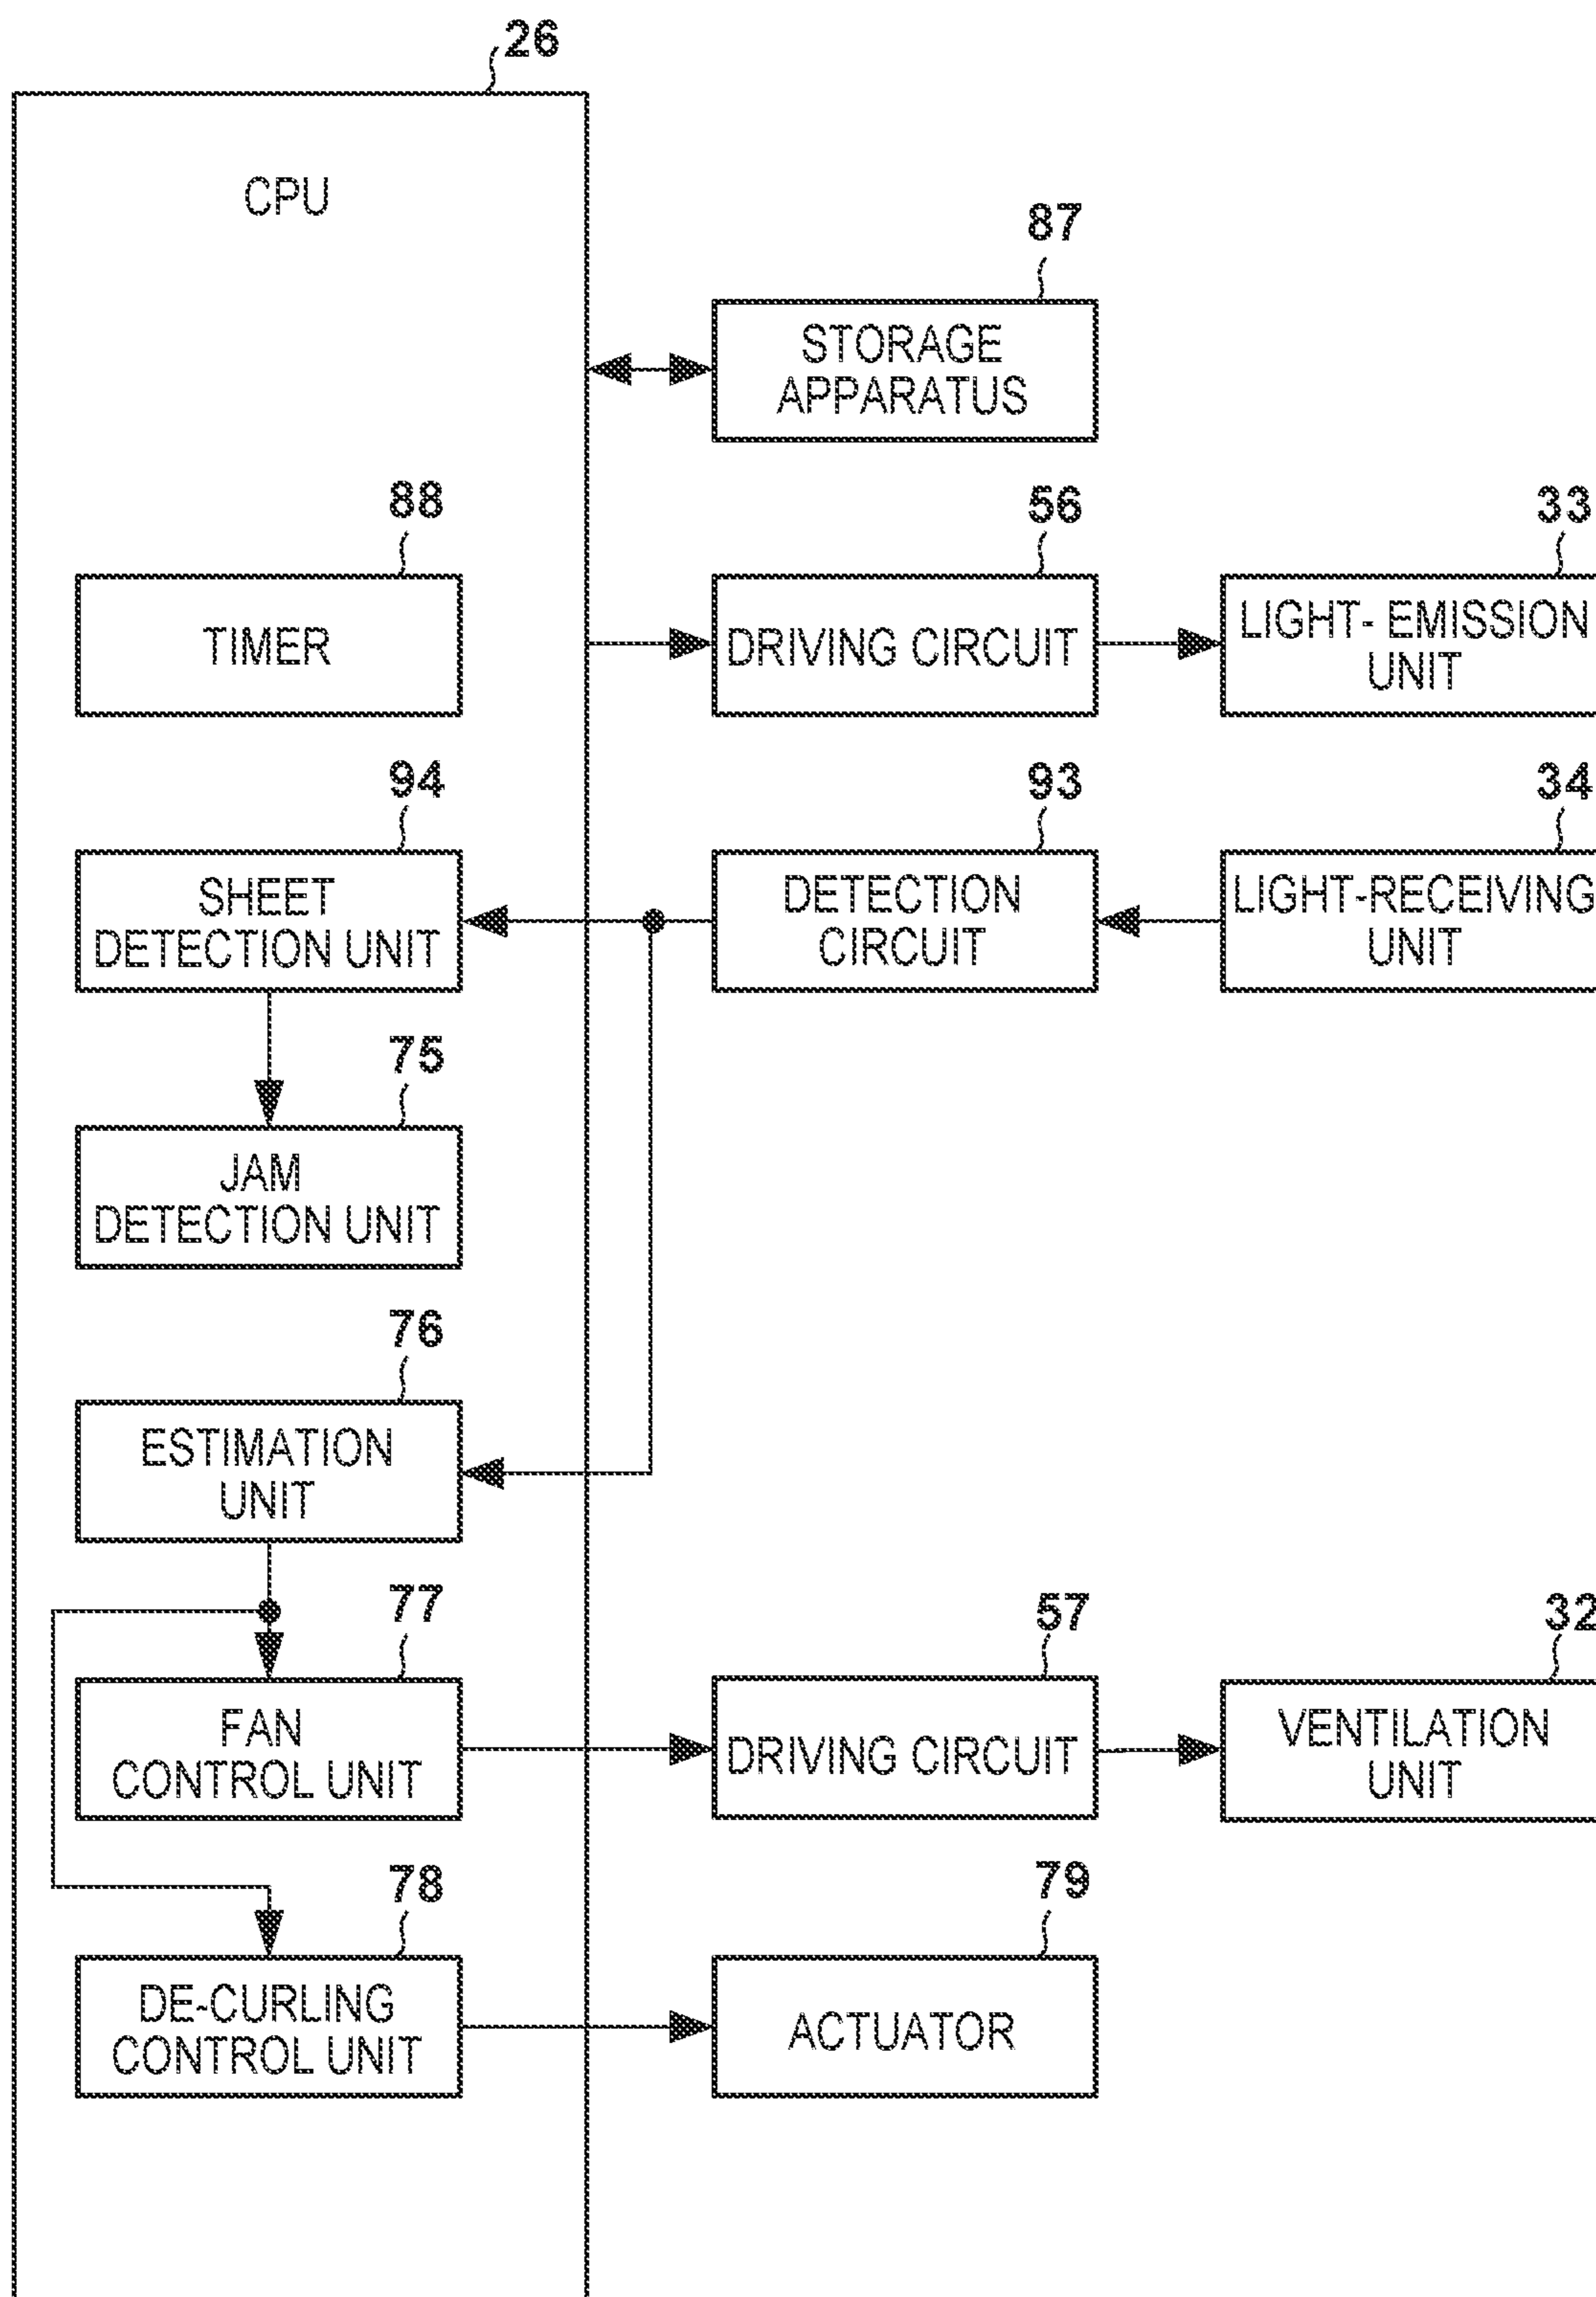 26
CPU
87
STORAGE
APPARATUS
88
TIMER
56
DRIVING CIRCUIT
33
LIGHT- EMISSION
UNIT
94
SHEET
DETECTION UNIT
93
DETECTION
CIRCUIT
34
LIGHT-RECEIVING
UNIT
75
JAM
DETECTION UNIT
76
ESTIMATION
UNIT
77
FAN
CONTROL UNIT
57
DRIVING CIRCUIT
32
VENTILATION
UNIT
78
DE-CURLING
CONTROL UNIT
79
ACTUATOR